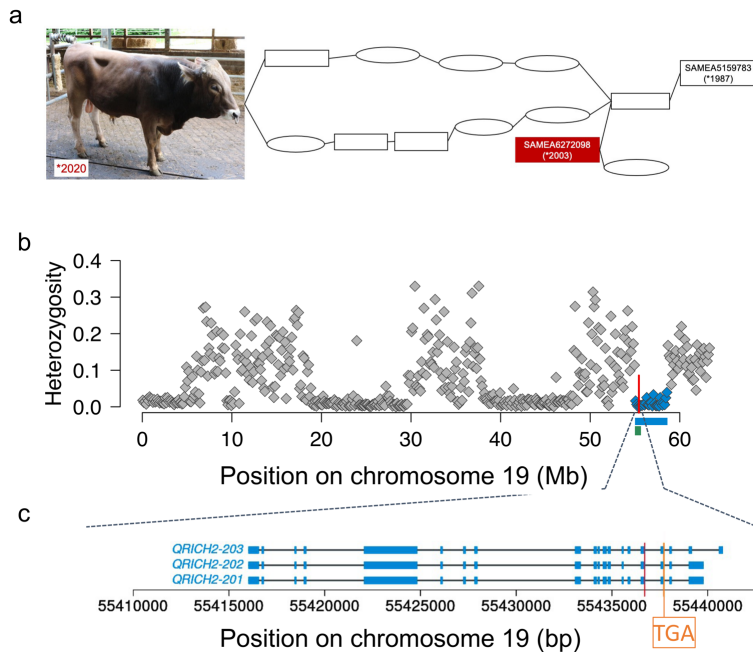 a
SAMEA5159783
(*1987)
SAMEA6272098
(*2003)
*2020
b
Heterozygosity
0.4
0.3
0.2
0.1
0.0
0 10 20 30 40 50 60
Position on chromosome 19 (Mb)
c
QRICH2-203
QRICH2-202
QRICH2-201
55410000 55415000 55420000 55425000 55430000 55435000 55440000
TGA
Position on chromosome 19 (bp)